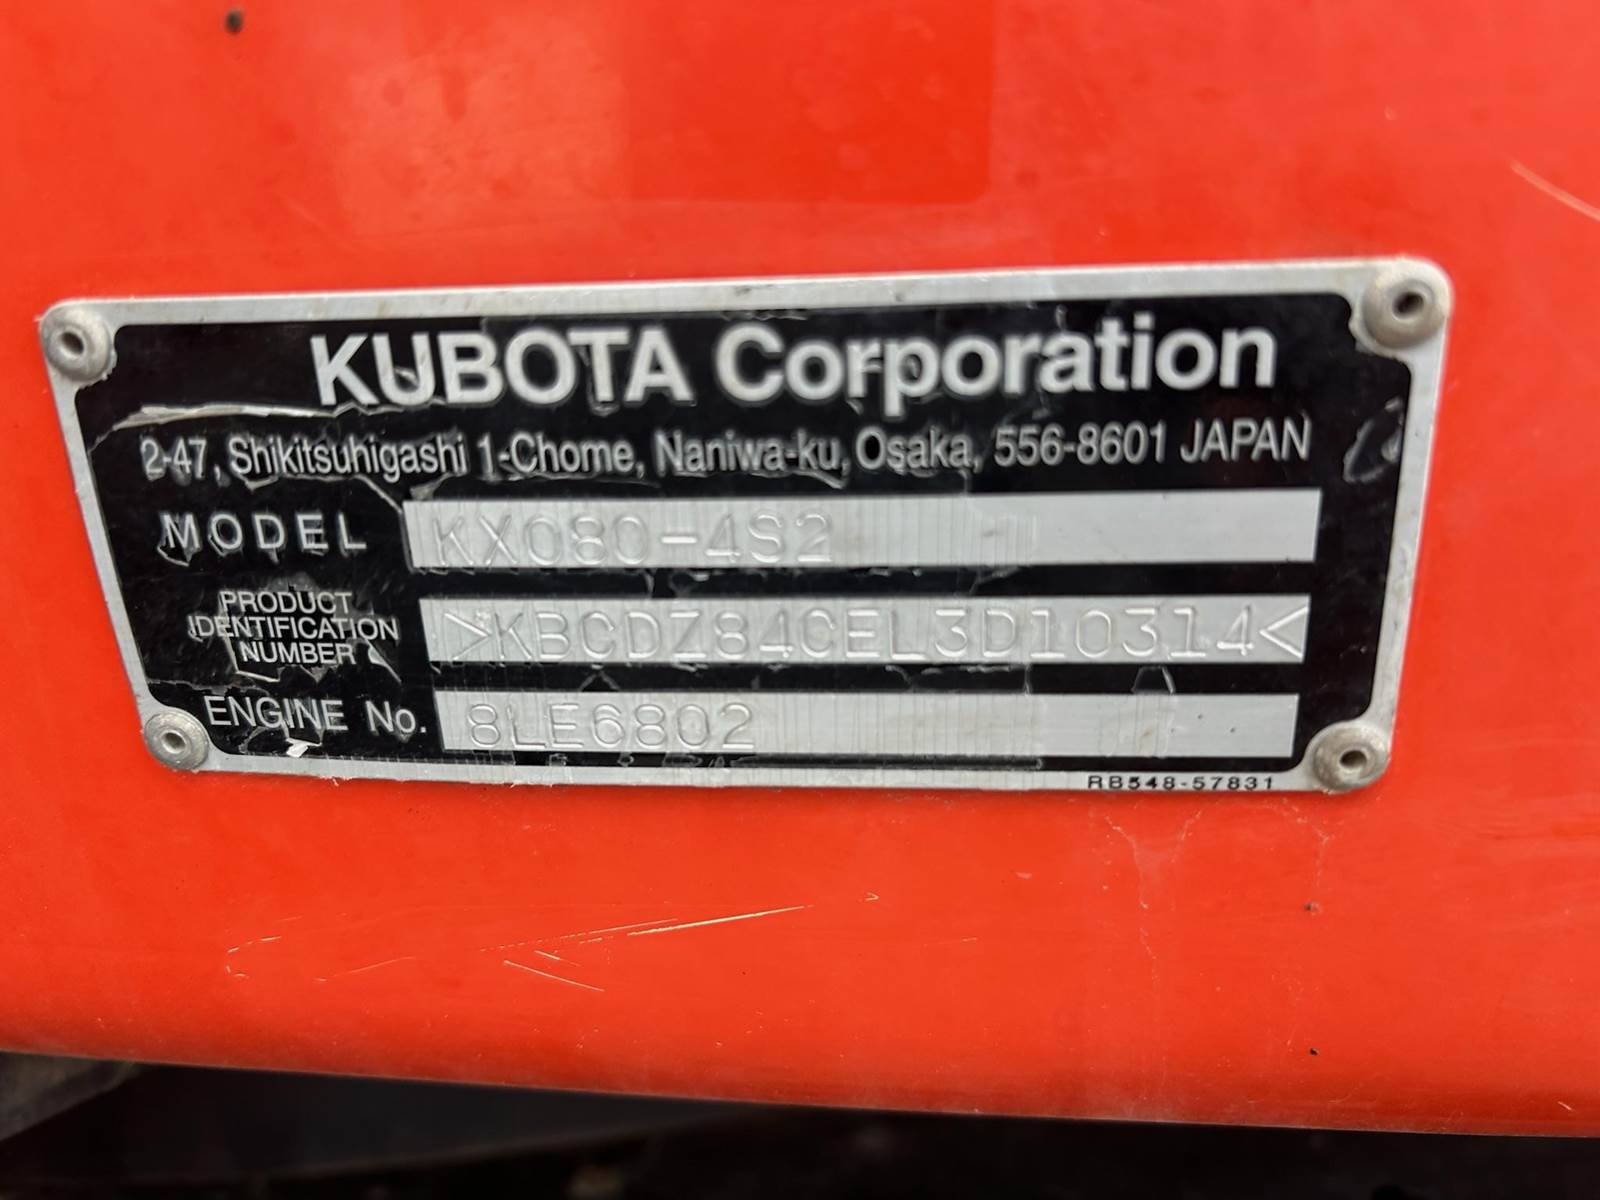 KUBOTA Corporation
2-47, Shikitsuhigashi 1-Chome, Naniwa-ku, Osaka, 556-8601 JAPAN
MODEL KX080-4S2
PRODUCT
IDENTIFICATION
NUMBER >KBCDZ84CEL3D10314<
ENGINE No. 8LE6802
RB548-57831